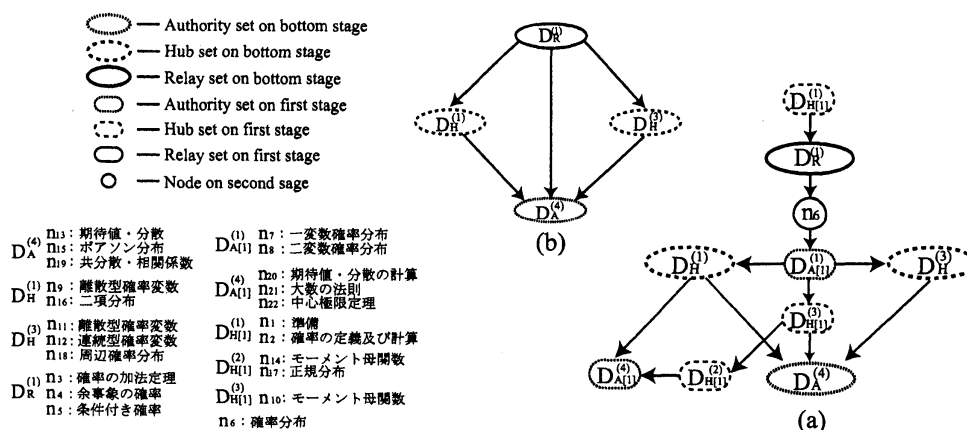 Authority set on bottom stage
Hub set on bottom stage
Relay set on bottom stage
Authority set on first stage
Hub set on first stage
Relay set on first stage
Node on second sage
D_A^(4) n13：期待値・分散
n15：ポアソン分布
n19：共分散・相関係数
D_H^(1) n9：離散型確率変数
n16：二項分布
D_H^(3) n11：離散型確率変数
n12：連続型確率変数
n18：周辺確率分布
D_R^(1) n3：確率の加法定理
n4：余事象の確率
n5：条件付き確率
D_A[1]^(1) n7：一変数確率分布
n8：二変数確率分布
D_A[1]^(4) n20：期待値・分散の計算
n21：大数の法則
n22：中心極限定理
D_H[1]^(1) n1：準備
n2：確率の定義及び計算
D_H[1]^(2) n14：モーメント母関数
n17：正規分布
D_H[1]^(3) n10：モーメント母関数
n6：確率分布
D_R^(1)
D_H^(1)
D_H^(3)
D_A^(4)
(b)
D_H[1]^(1)
D_R^(1)
n6
D_H^(1)
D_A[1]^(1)
D_H^(3)
D_H[1]^(3)
D_A[1]^(4)
D_H[1]^(2)
D_A^(4)
(a)